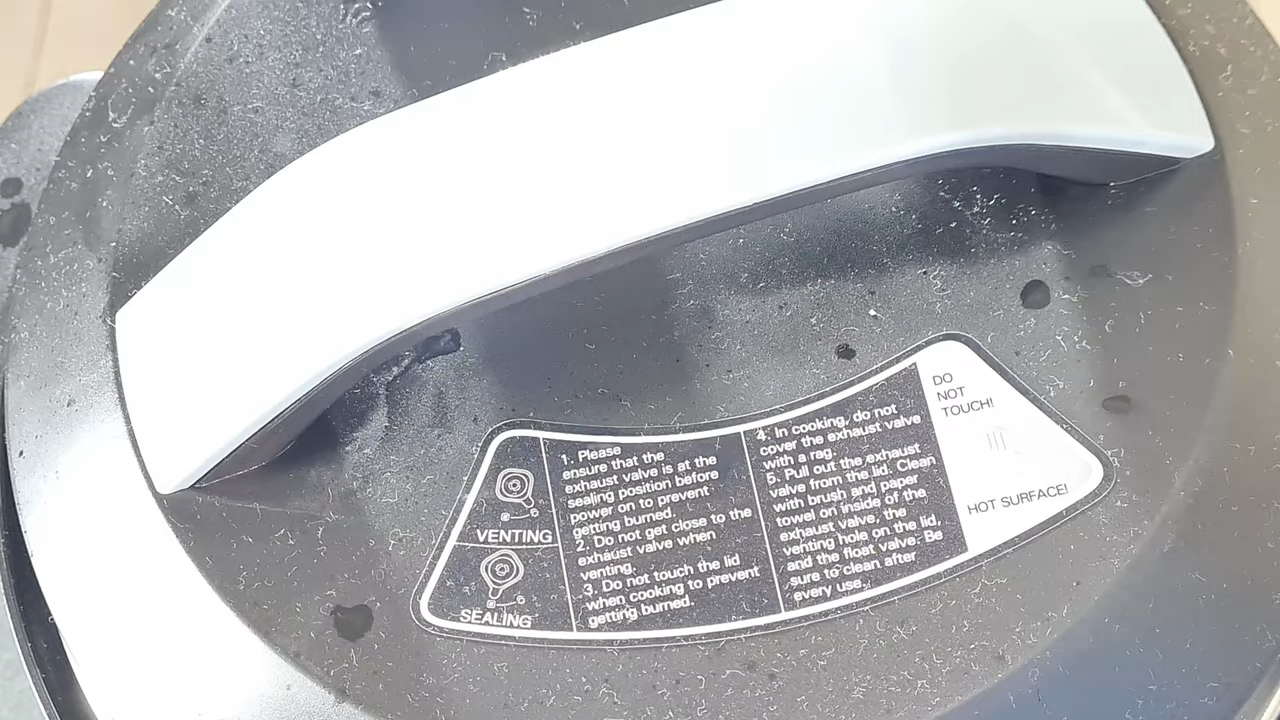 VENTING
SEALING
1. Please
ensure that the
exhaust valve is at the
sealing position before
power on to prevent
getting burned.
2. Do not get close to the
exhaust valve when
venting.
3. Do not touch the lid
when cooking to prevent
getting burned.
4. In cooking, do not
cover the exhaust valve
with a rag.
5. Pull out the exhaust
valve from the lid. Clean
with brush and paper
towel on inside of the
exhaust valve, the
venting hole on the lid,
and the float valve. Be
sure to clean after
every use.
DO
NOT
TOUCH!
HOT SURFACE!